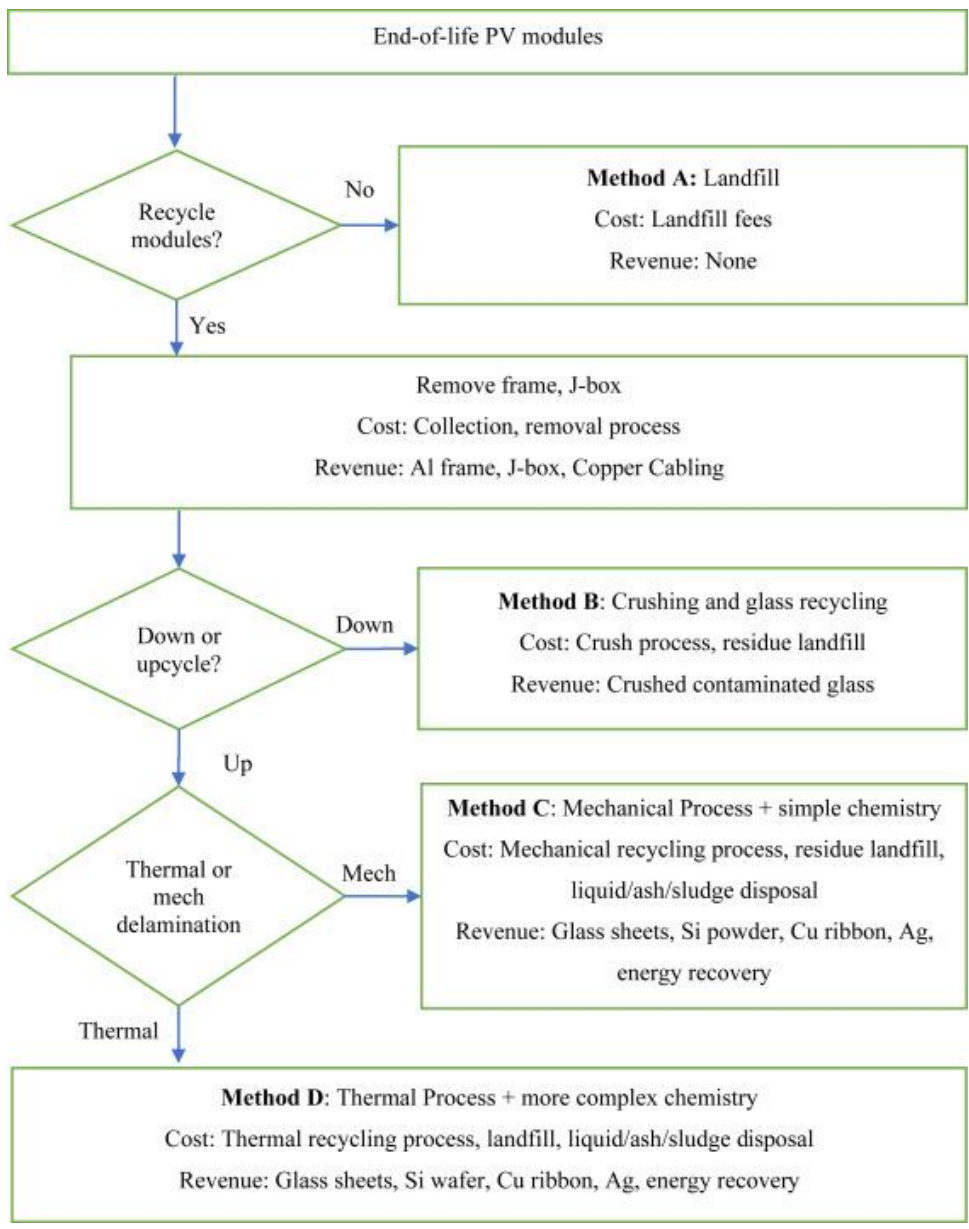 End-of-life PV modules
Recycle
modules?
No
Method A: Landfill
Cost: Landfill fees
Revenue: None
Yes
Remove frame, J-box
Cost: Collection, removal process
Revenue: Al frame, J-box, Copper Cabling
Down or
upcycle?
Down
Method B: Crushing and glass recycling
Cost: Crush process, residue landfill
Revenue: Crushed contaminated glass
Up
Thermal or
mech
delamination
Mech
Method C: Mechanical Process + simple chemistry
Cost: Mechanical recycling process, residue landfill,
liquid/ash/sludge disposal
Revenue: Glass sheets, Si powder, Cu ribbon, Ag,
energy recovery
Thermal
Method D: Thermal Process + more complex chemistry
Cost: Thermal recycling process, landfill, liquid/ash/sludge disposal
Revenue: Glass sheets, Si wafer, Cu ribbon, Ag, energy recovery